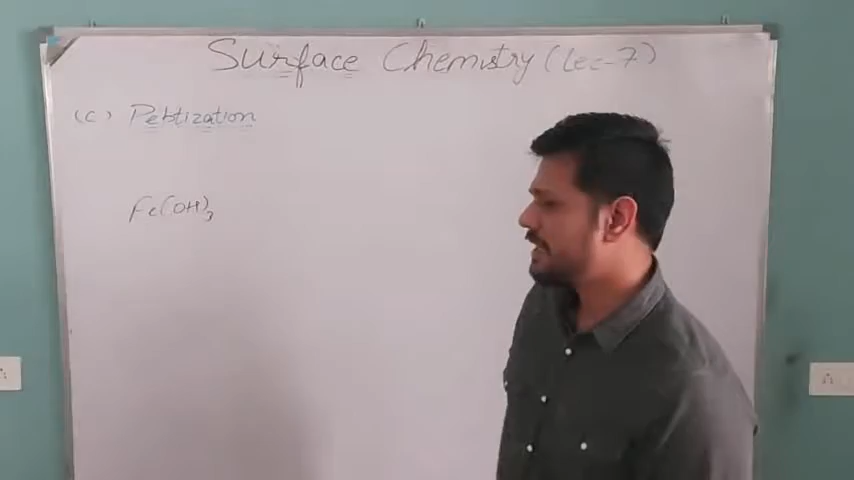 Surface Chemistry (Lec-7)
(c) Peptization
Fe(OH)3